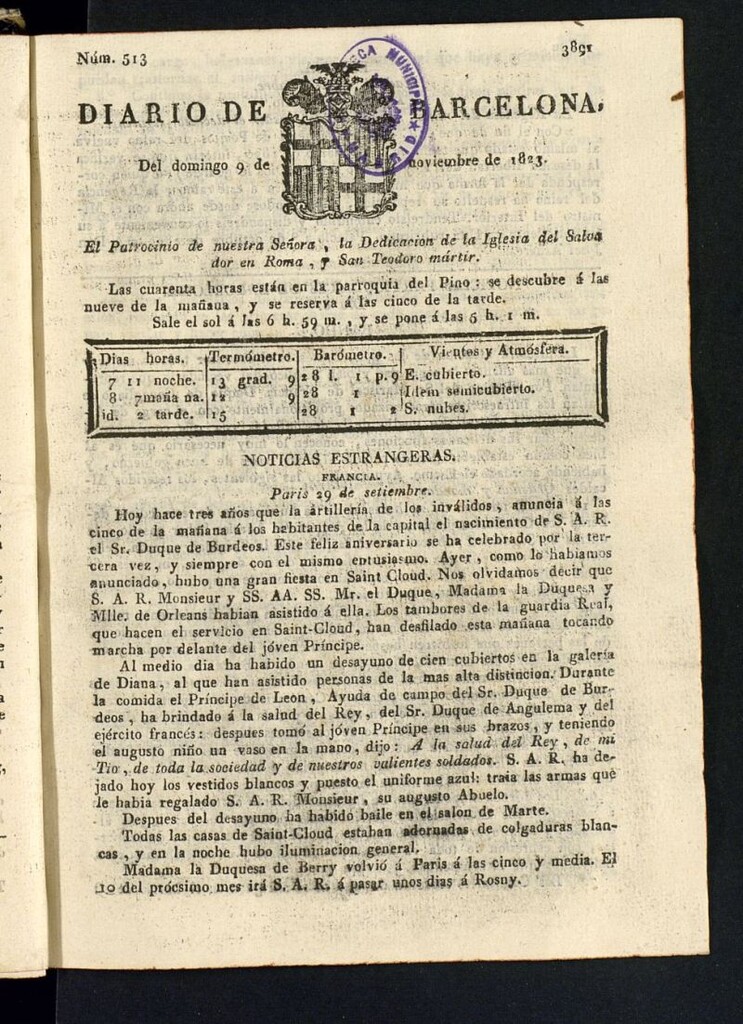 Núm. 513
3891
DIARIO DE BARCELONA,
Del domingo 9 de noviembre de 1823.
El Patrocinio de nuestra Señora, la Dedicacion de la Iglesia del Salva
dor en Roma, y San Teodoro mártir.
Las cuarenta horas están en la parroquia del Pino: se descubre á las
nueve de la mañaua, y se reserva á las cinco de la tarde.
Sale el sol á las 6 h. 59 m., y se pone á las 5 h. 1 m.
Dias horas. Termómetro. Barómetro. Vientos y Atmósfera.
7 11 noche. 13 grad. 9 28 l. 1 p. 9 E. cubierto.
8 7 maña na. 12 9 28 1 Idem semicubierto.
id. 2 tarde. 15 28 1 2 S. nubes.
NOTICIAS ESTRANGERAS.
FRANCIA.
Paris 29 de setiembre.
Hoy hace tres años que la artillería de los inválidos, anuncia á las
cinco de la mañana á los habitantes de la capital el nacimiento de S. A. R.
el Sr. Duque de Burdeos. Este feliz aniversario se ha celebrado por la ter-
cera vez, y siempre con el mismo entusiasmo. Ayer, como lo habiamos
anunciado, hubo una gran fiesta en Saint Cloud. Nos olvidamos decir que
S. A. R. Monsieur y SS. AA. SS. Mr. el Duque, Madama la Duquesa y
Mlle. de Orleans habian asistido á ella. Los tambores de la guardia Real,
que hacen el servicio en Saint-Cloud, han desfilado esta mañana tocando
marcha por delante del jóven Príncipe.
Al medio dia ha habido un desayuno de cien cubiertos en la galería
de Diana, al que han asistido personas de la mas alta distincion. Durante
la comida el Príncipe de Leon, Ayuda de campo del Sr. Duque de Bur-
deos, ha brindado á la salud del Rey, del Sr. Duque de Angulema y del
ejército francés: despues tomó al jóven Príncipe en sus brazos, y teniendo
el augusto niño un vaso en la mano, dijo: A la salud del Rey, de mi
Tio, de toda la sociedad y de nuestros valientes soldados. S. A. R. ha de-
jado hoy los vestidos blancos y puesto el uniforme azul: traia las armas que
le habia regalado S. A. R. Monsieur, su augusto Abuelo.
Despues del desayuno ha habido baile en el salon de Marte.
Todas las casas de Saint-Cloud estaban adornadas de colgaduras blan-
cas, y en la noche hubo iluminacion general.
Madama la Duquesa de Berry volvió á Paris á las cinco y media. El
10 del prócsimo mes irá S. A. R. á pasar unos dias á Rosny.